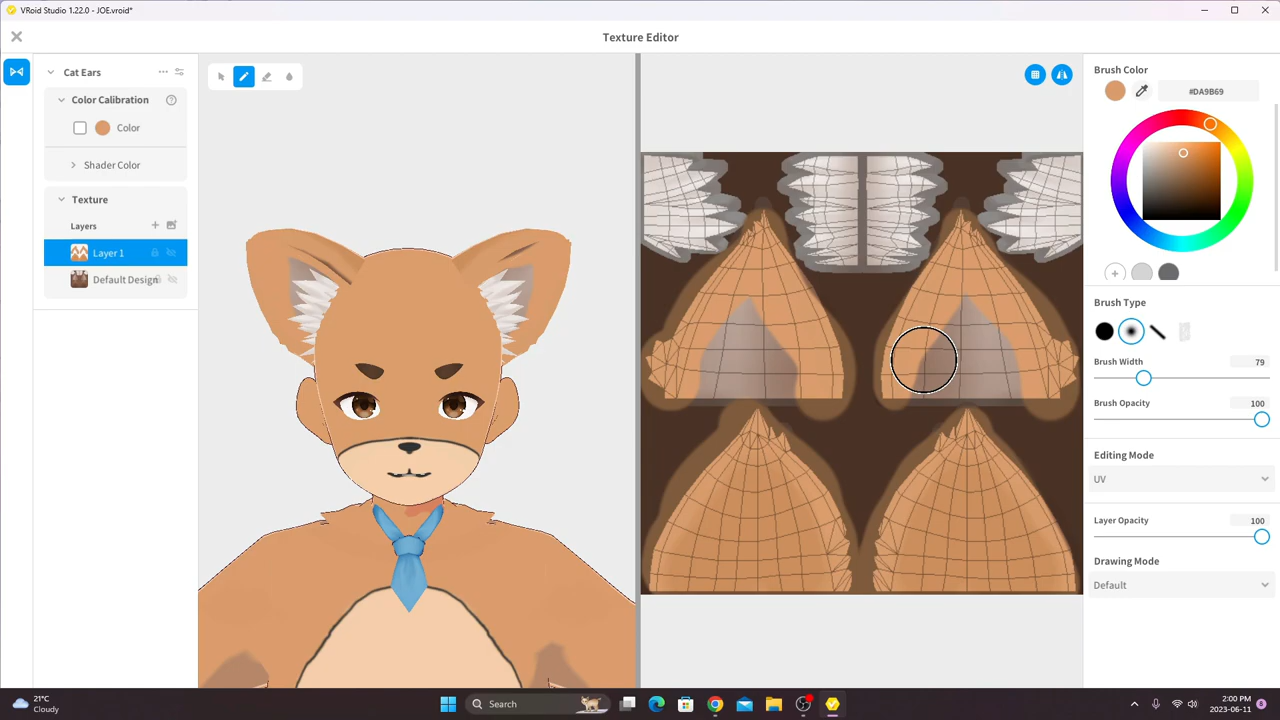 VRoid Studio 1.22.0 - JOE.vroid*
Texture Editor
Cat Ears
Color Calibration
Color
Shader Color
Texture
Layers
Layer 1
Default Design
Brush Color
#DA9B69
Brush Type
Brush Width 79
Brush Opacity 100
Editing Mode
UV
Layer Opacity 100
Drawing Mode
Default
21°C
Cloudy
Search
2:00 PM
2023-06-11